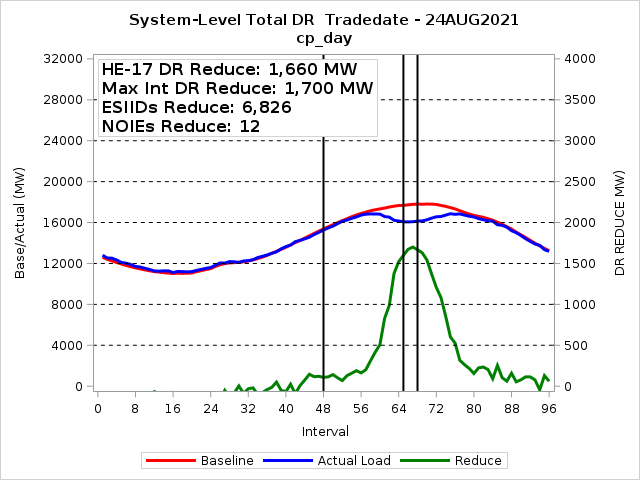 System-Level Total DR  Tradedate - 24AUG2021
cp_day
HE-17 DR Reduce: 1,660 MW
Max Int DR Reduce: 1,700 MW
ESIIDs Reduce: 6,826
NOIEs Reduce: 12
Base/Actual (MW)
32000
28000
24000
20000
16000
12000
8000
4000
0
DR REDUCE MW)
4000
3500
3000
2500
2000
1500
1000
500
0
0 8 16 24 32 40 48 56 64 72 80 88 96
Interval
Baseline Actual Load Reduce